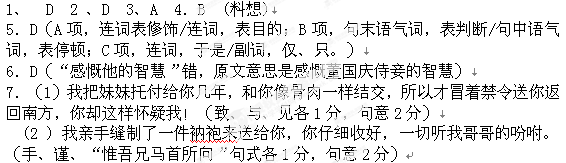 1、 D  2 、D  3、A  4．B （料想）
5．D（A 项，连词表修饰/连词，表目的；B 项，句末语气词，表判断/句中语气
词，表停顿；C 项，连词，于是/副词，仅、只。）
6．D（“感慨他的智慧”错，原文意思是感慨董国庆侍妾的智慧）
7．（1）我把妹妹托付给你几年，和你像骨肉一样结交，所以才冒着禁令送你返
回南方，你却这样怀疑我！（致、与、见各 1 分，句意 2 分）
（2 ）我亲手缝制了一件衲袍来送给你，你仔细收好，一切听我哥哥的吩咐。
（手、谨、“惟吾兄马首所向”句式各 1 分，句意 2 分）